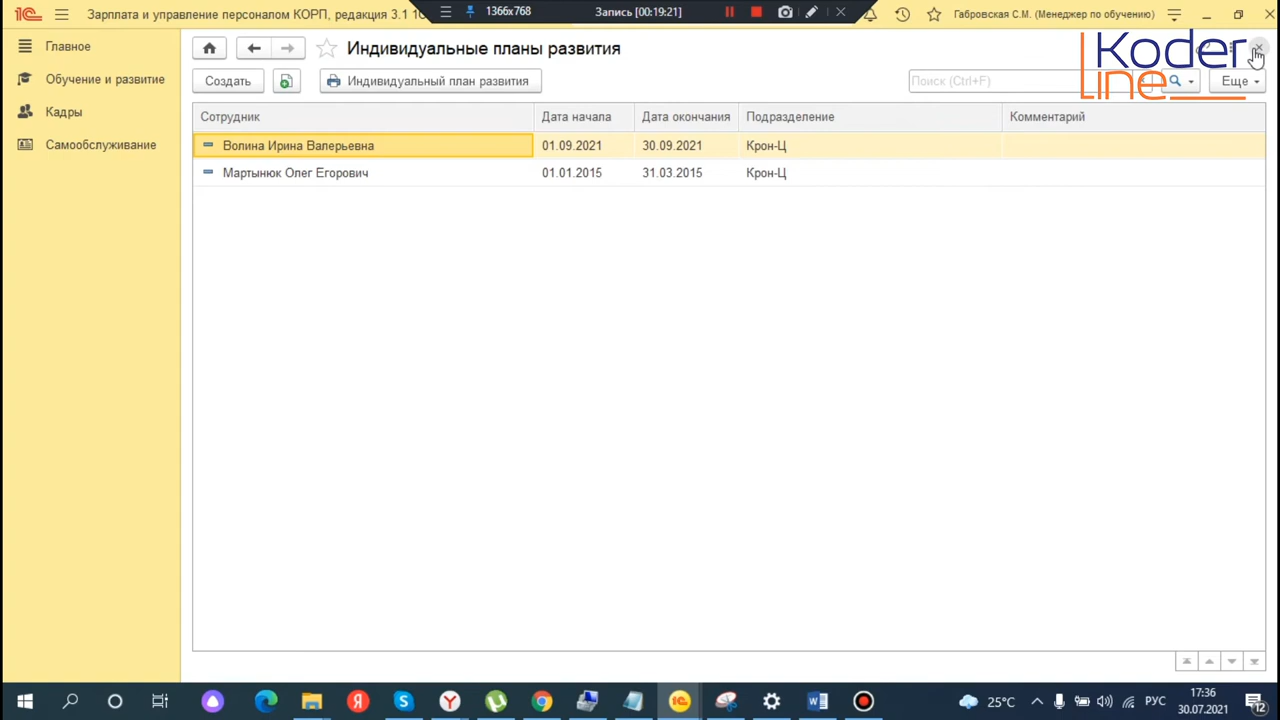 1С Зарплата и управление персоналом КОРП, редакция 3.1 1
1366x768
Запись [00:19:21]
Габровская С.М. (Менеджер по обучению)
Koder
line
Главное
Обучение и развитие
Кадры
Самообслуживание
Индивидуальные планы развития
Создать
Индивидуальный план развития
Поиск (Ctrl+F)
Еще
Сотрудник Дата начала Дата окончания Подразделение Комментарий
Волина Ирина Валерьевна 01.09.2021 30.09.2021 Крон-Ц
Мартынюк Олег Егорович 01.01.2015 31.03.2015 Крон-Ц
25°C
РУС
17:36
30.07.2021
12